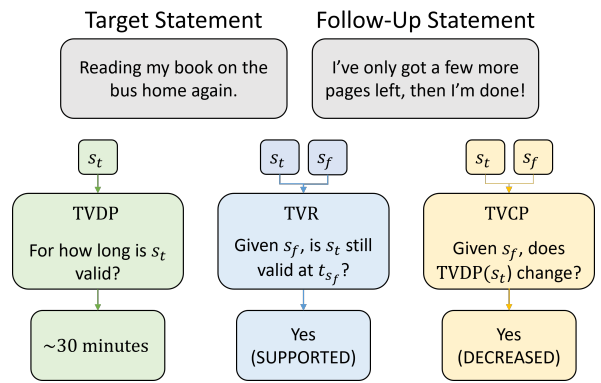 Target Statement
Follow-Up Statement
Reading my book on the
bus home again.
I've only got a few more
pages left, then I'm done!
s_t
s_t
s_f
s_t
s_f
TVDP
For how long is s_t
valid?
TVR
Given s_f, is s_t still
valid at t_{s_f}?
TVCP
Given s_f, does
TVDP(s_t) change?
~30 minutes
Yes
(SUPPORTED)
Yes
(DECREASED)